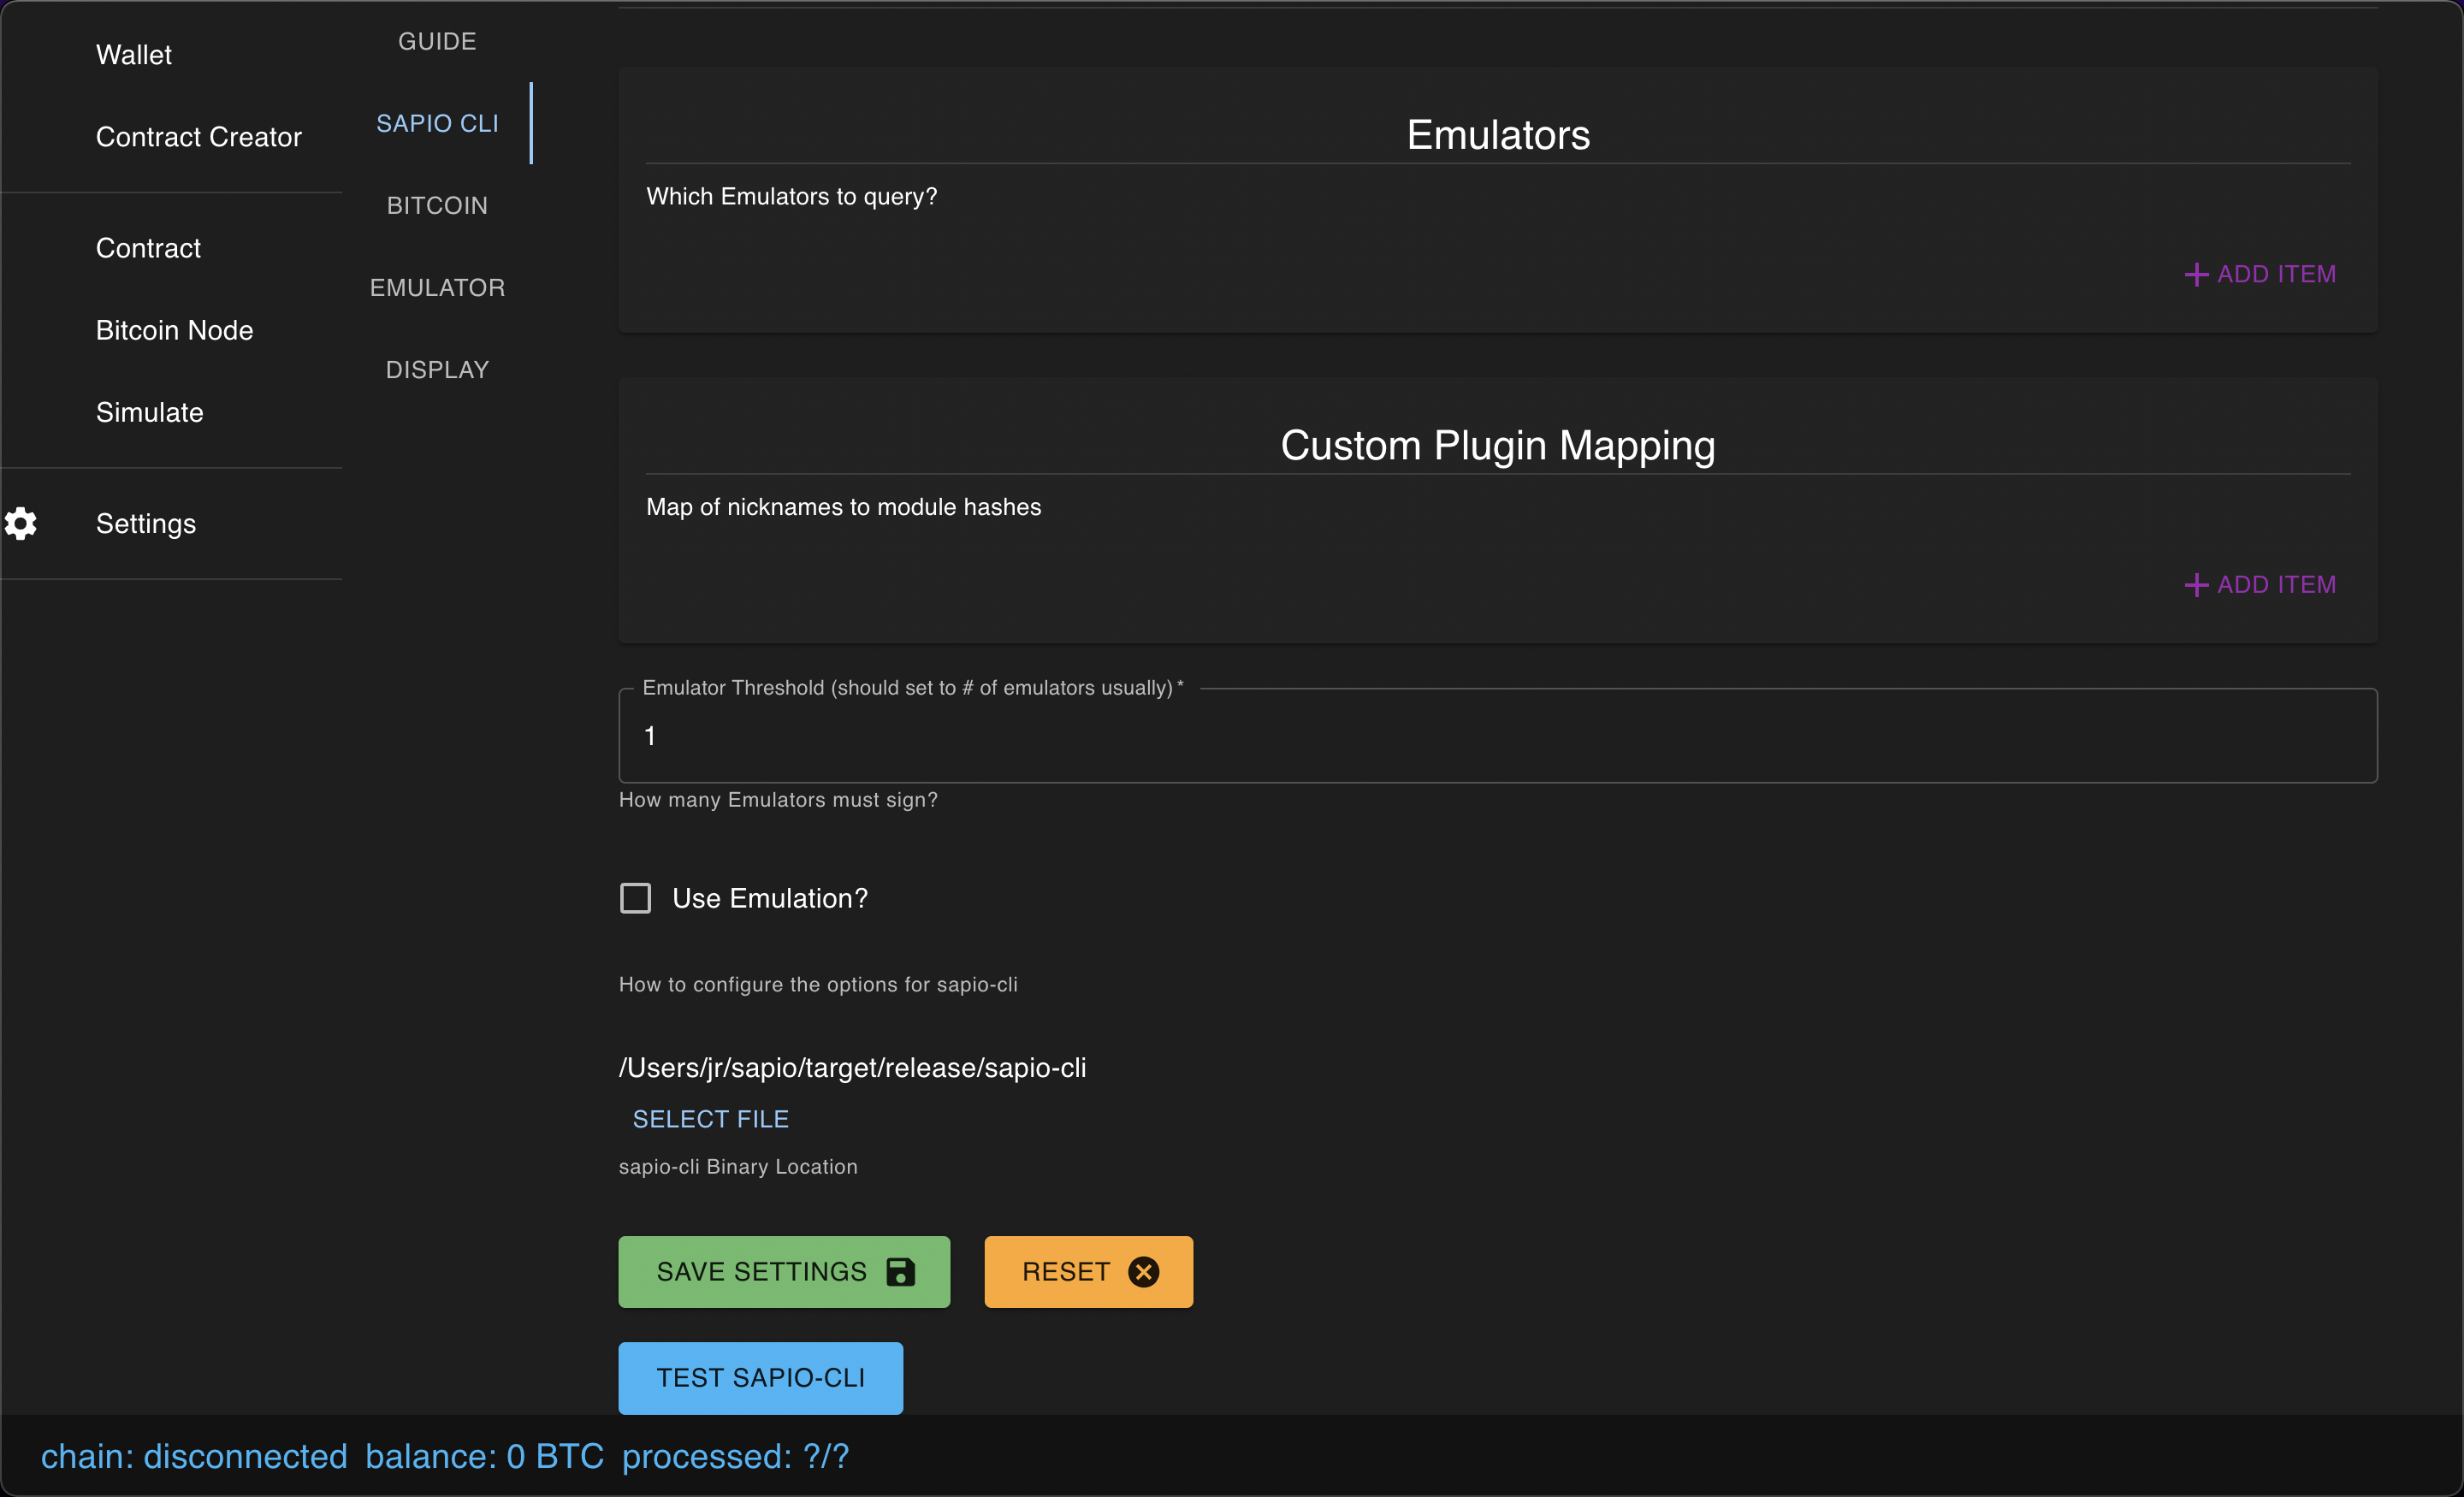 Wallet
Contract Creator
Contract
Bitcoin Node
Simulate
Settings
GUIDE
SAPIO CLI
BITCOIN
EMULATOR
DISPLAY
Emulators
Which Emulators to query?
ADD ITEM
Custom Plugin Mapping
Map of nicknames to module hashes
ADD ITEM
Emulator Threshold (should set to # of emulators usually) *
1
How many Emulators must sign?
Use Emulation?
How to configure the options for sapio-cli
/Users/jr/sapio/target/release/sapio-cli
SELECT FILE
sapio-cli Binary Location
SAVE SETTINGS
RESET
TEST SAPIO-CLI
chain: disconnected balance: 0 BTC processed: ?/?